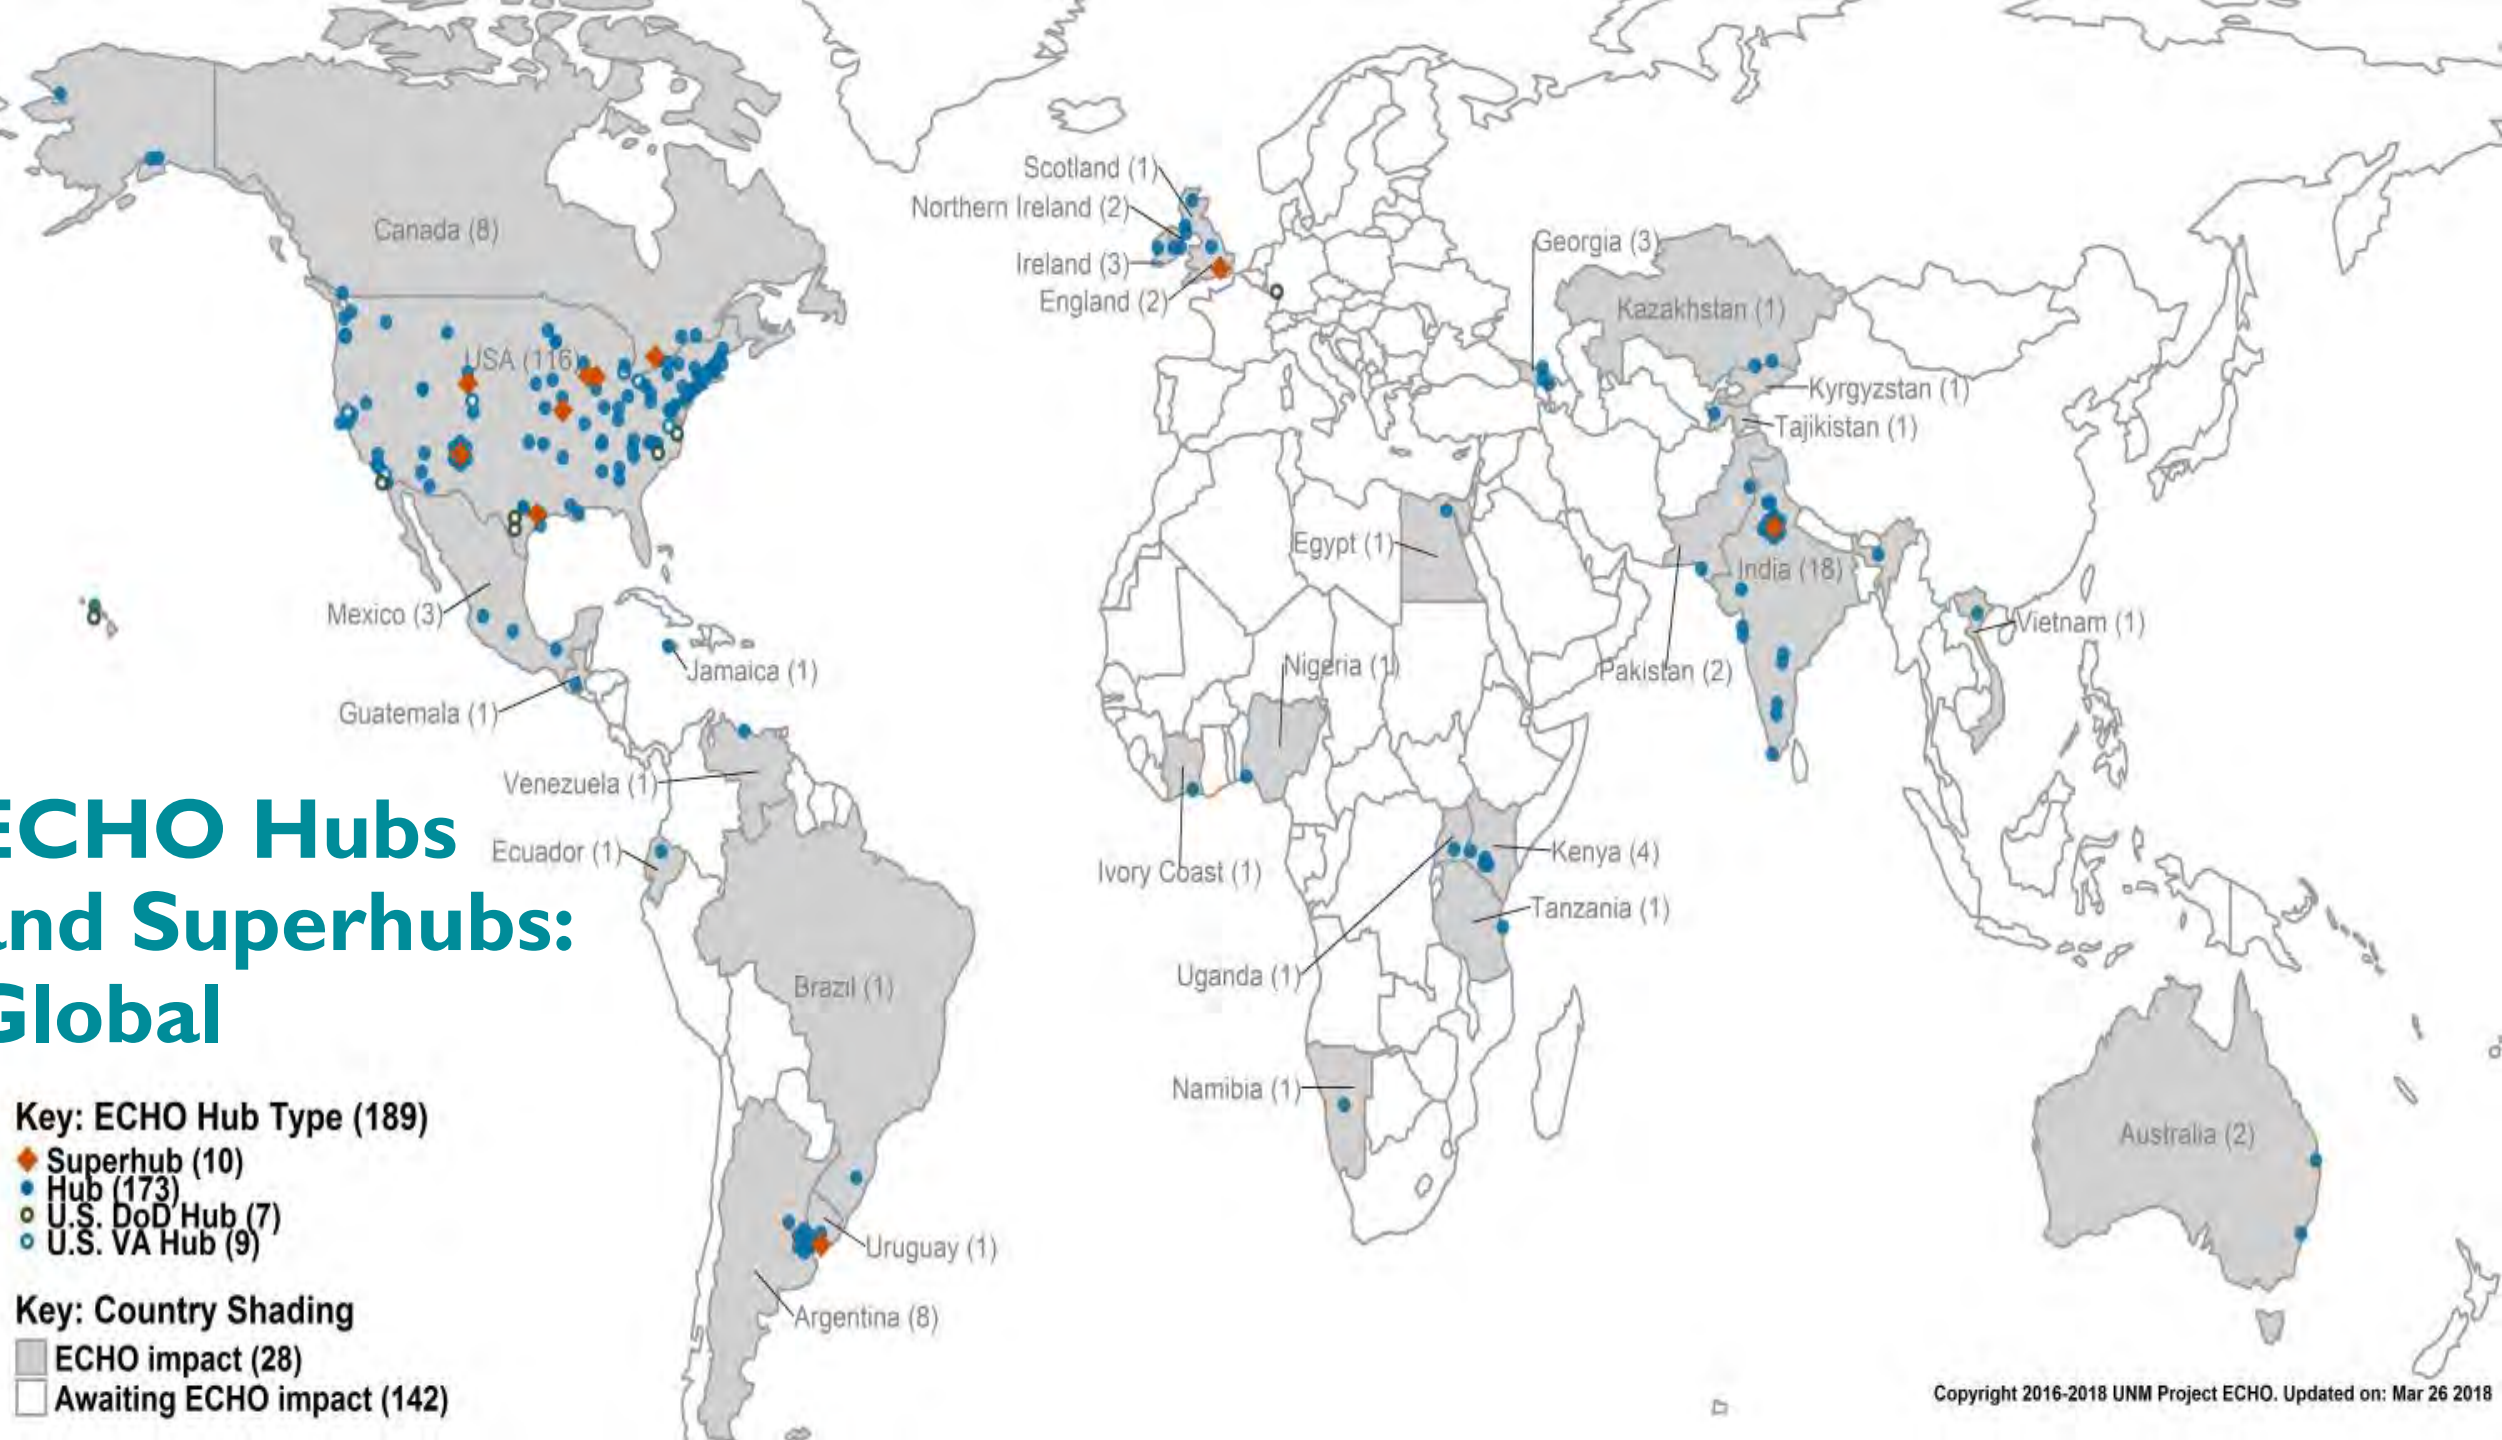 Scotland (1)
Northern Ireland (2)
Canada (8)
Georgia (3)
Ireland (3)
England (2)
Kazakhstan (1)
USA (116)
Kyrgyzstan (1)
Tajikistan (1)
Egypt (1)
India (18)
Mexico (3)
Vietnam (1)
Jamaica (1)
Nigeria (1)
Pakistan (2)
Guatemala (1)
Venezuela (1)
ECHO Hubs
and Superhubs:
Global
Ecuador (1)
Ivory Coast (1)
Kenya (4)
Tanzania (1)
Uganda (1)
Brazil (1)
Namibia (1)
Australia (2)
Uruguay (1)
Argentina (8)
Key: ECHO Hub Type (189)
Superhub (10)
Hub (173)
U.S. DoD Hub (7)
U.S. VA Hub (9)
Key: Country Shading
ECHO impact (28)
Awaiting ECHO impact (142)
Copyright 2016-2018 UNM Project ECHO. Updated on: Mar 26 2018